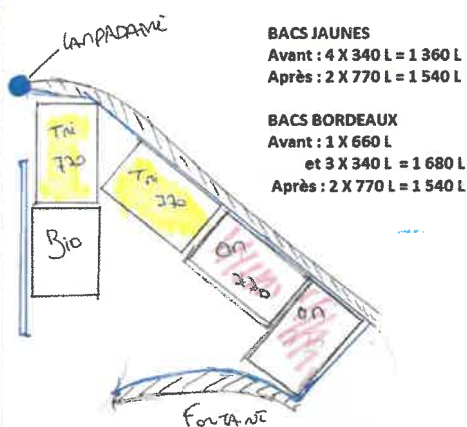 LAMPADAIRE
BACS JAUNES
Avant : 4 X 340 L = 1 360 L
Après : 2 X 770 L = 1 540 L
BACS BORDEAUX
Avant : 1 X 660 L
et 3 X 340 L = 1 680 L
Après : 2 X 770 L = 1 540 L
Tri
770
Tri
770
Bio
OM
770
OM